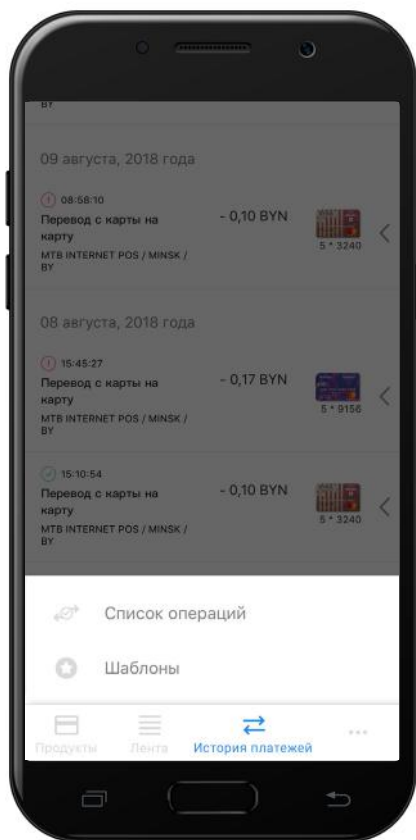 BY
09 августа, 2018 года
08:58:10
Перевод с карты на
карту
- 0,10 BYN
MTB INTERNET POS / MINSK /
BY
5 * 3240
08 августа, 2018 года
15:45:27
Перевод с карты на
карту
- 0,17 BYN
MTB INTERNET POS / MINSK /
BY
5 * 9156
15:10:54
Перевод с карты на
карту
- 0,10 BYN
MTB INTERNET POS / MINSK /
BY
5 * 3240
Список операций
Шаблоны
Продукты
Лента
История платежей